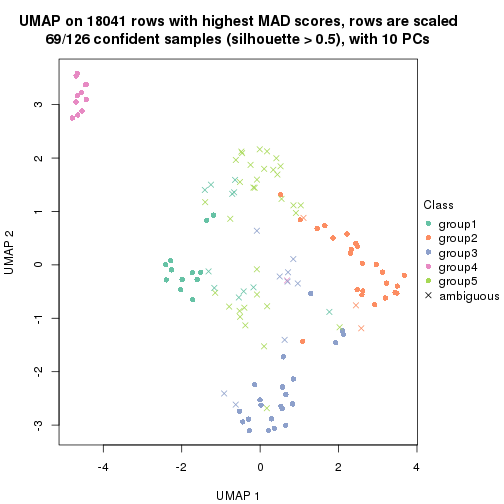 UMAP on 18041 rows with highest MAD scores, rows are scaled
69/126 confident samples (silhouette > 0.5), with 10 PCs
3
2
1
0
-1
-2
-3
UMAP 2
-4
-2
0
2
4
UMAP 1
Class
group1
group2
group3
group4
group5
ambiguous